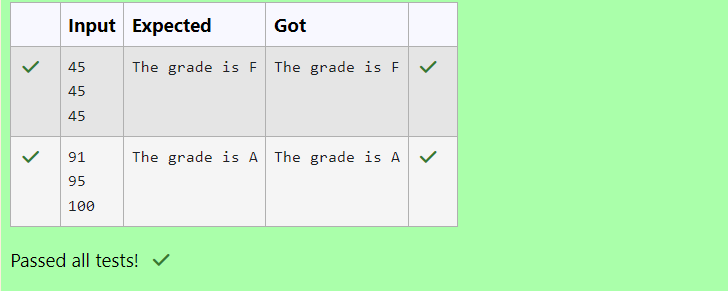 Input Expected Got
45 The grade is F The grade is F
45
45
91 The grade is A The grade is A
95
100
Passed all tests!